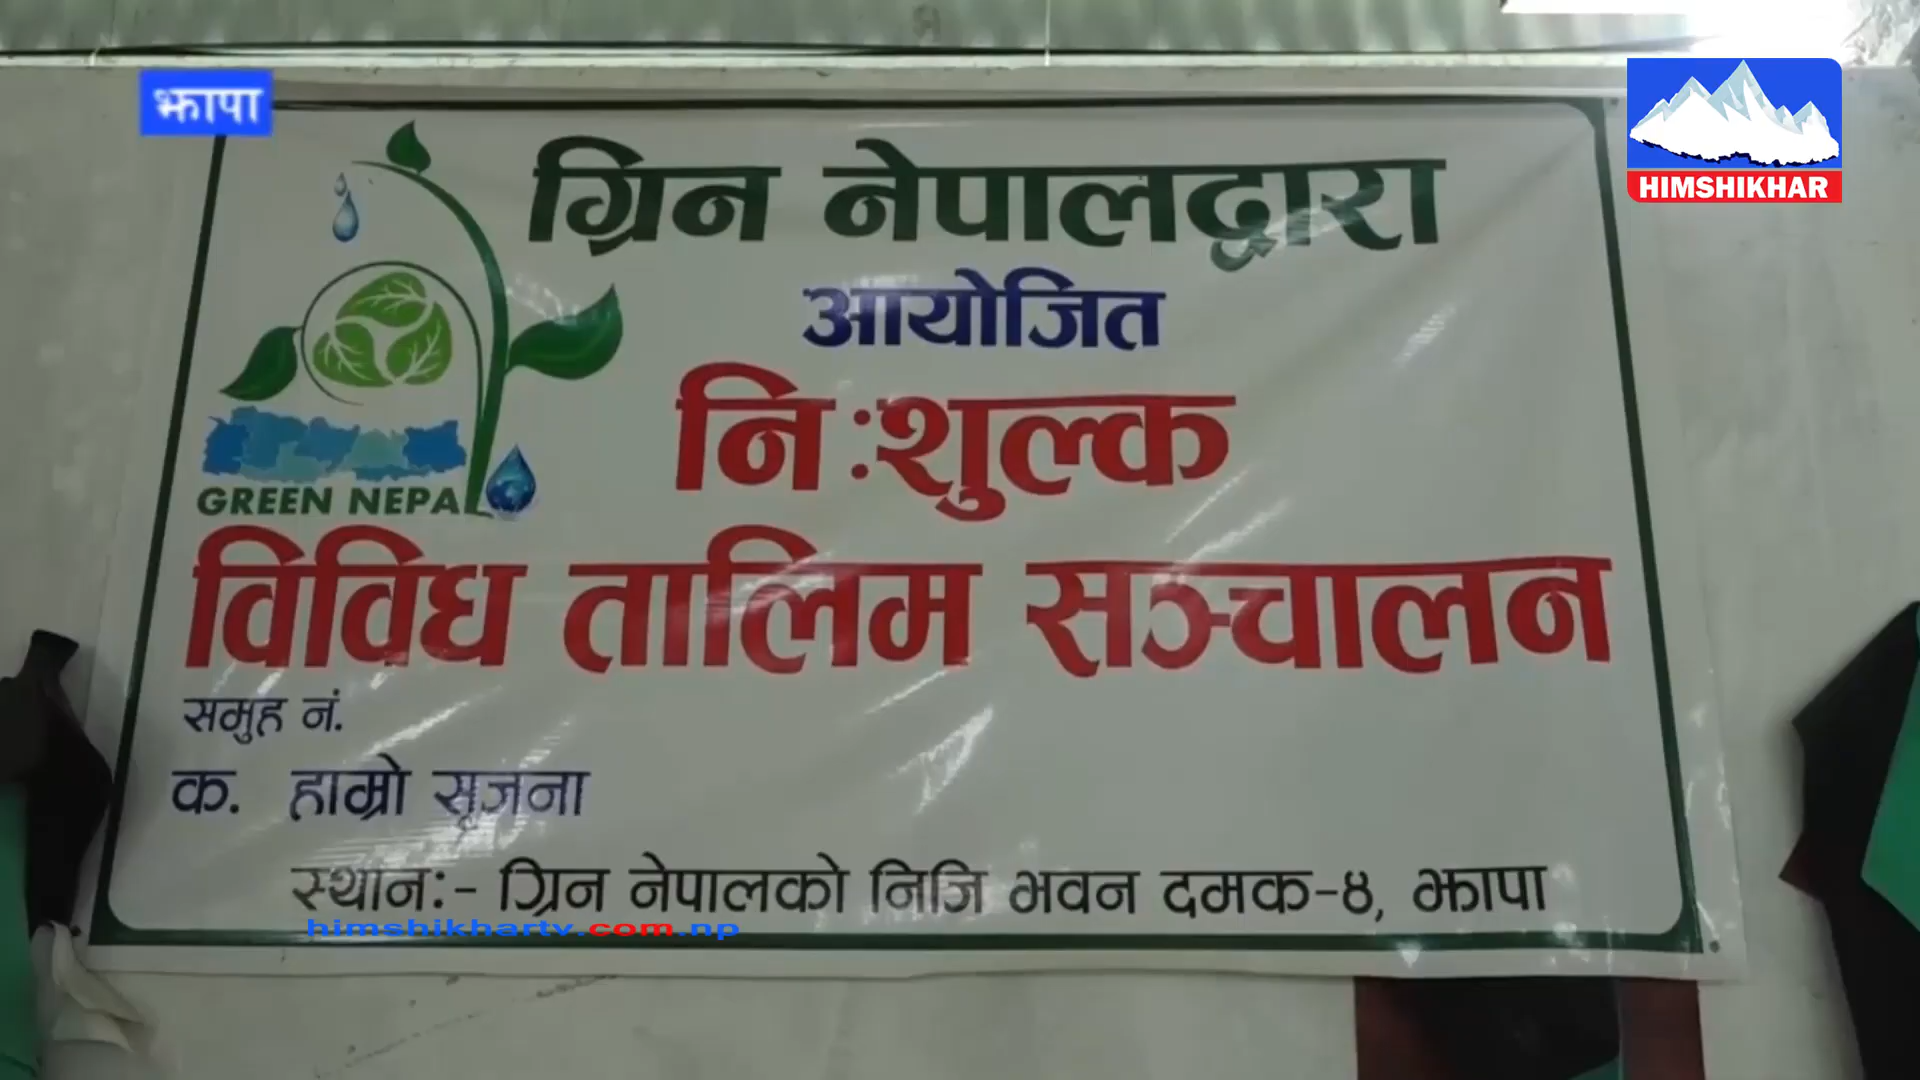 झापा
HIMSHIKHAR
ग्रिन नेपालद्वारा
आयोजित
नि:शुल्क
GREEN NEPAL
विविध तालिम सञ्चालन
समुह नं.
क. हाम्रो सृजना
स्थान:- ग्रिन नेपालको निजि भवन दमक-४, झापा
himshikhartv.com.np